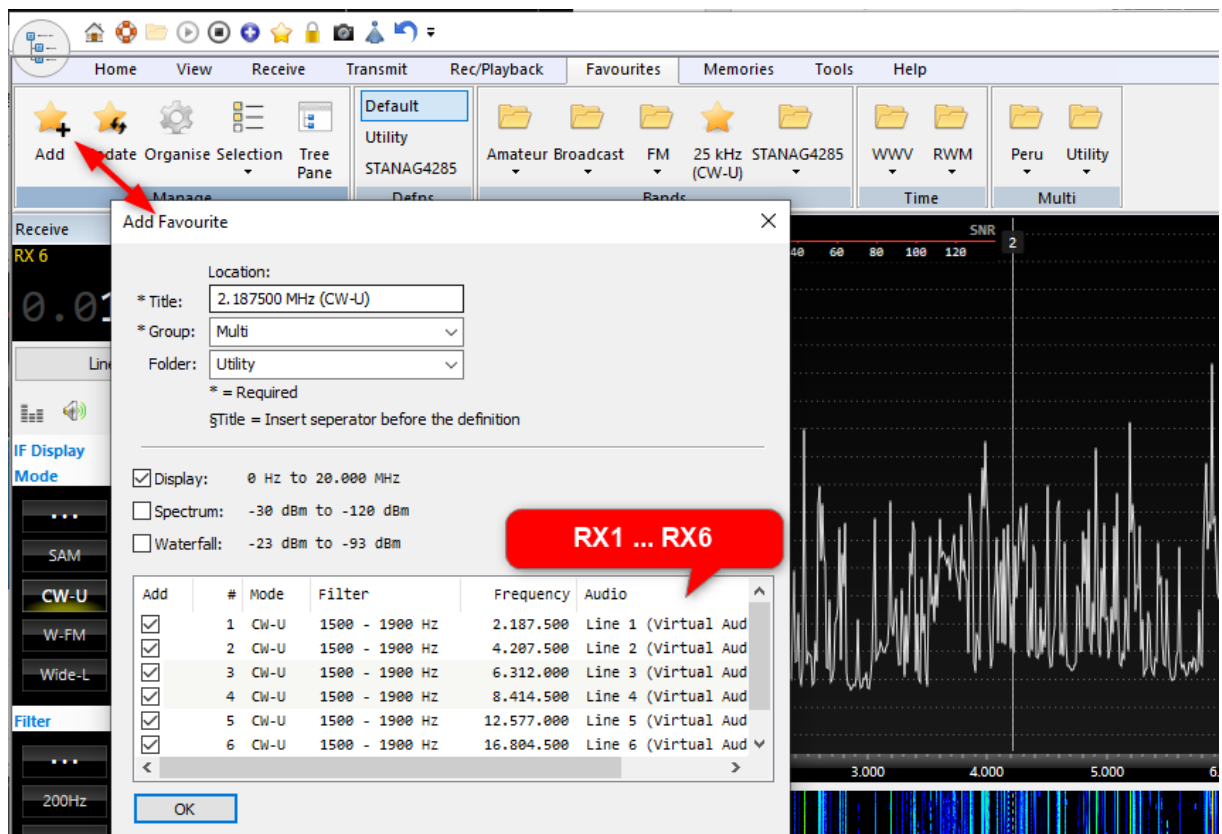 Home View Receive Transmit Rec/Playback Favourites Memories Tools Help
Default
Utility
STANAG4285
Add Organise Selection Tree Pane
Amateur Broadcast FM 25 kHz (CW-U) STANAG4285
WWV RWM
Peru Utility
Manage Defns Bands Time Multi
Receive
RX 6
Add Favourite
Location:
* Title: 2.187500 MHz (CW-U)
* Group: Multi
Folder: Utility
* = Required
§Title = Insert seperator before the definition
Display: 0 Hz to 20.000 MHz
Spectrum: -30 dBm to -120 dBm
Waterfall: -23 dBm to -93 dBm
RX1 ... RX6
Add # Mode Filter Frequency Audio
1 CW-U 1500 - 1900 Hz 2.187.500 Line 1 (Virtual Aud
2 CW-U 1500 - 1900 Hz 4.207.500 Line 2 (Virtual Aud
3 CW-U 1500 - 1900 Hz 6.312.000 Line 3 (Virtual Aud
4 CW-U 1500 - 1900 Hz 8.414.500 Line 4 (Virtual Aud
5 CW-U 1500 - 1900 Hz 12.577.000 Line 5 (Virtual Aud
6 CW-U 1500 - 1900 Hz 16.804.500 Line 6 (Virtual Aud
OK
IF Display
Mode
...
SAM
CW-U
W-FM
Wide-L
Filter
...
200Hz
SNR
40 60 80 100 120
2
3.000 4.000 5.000